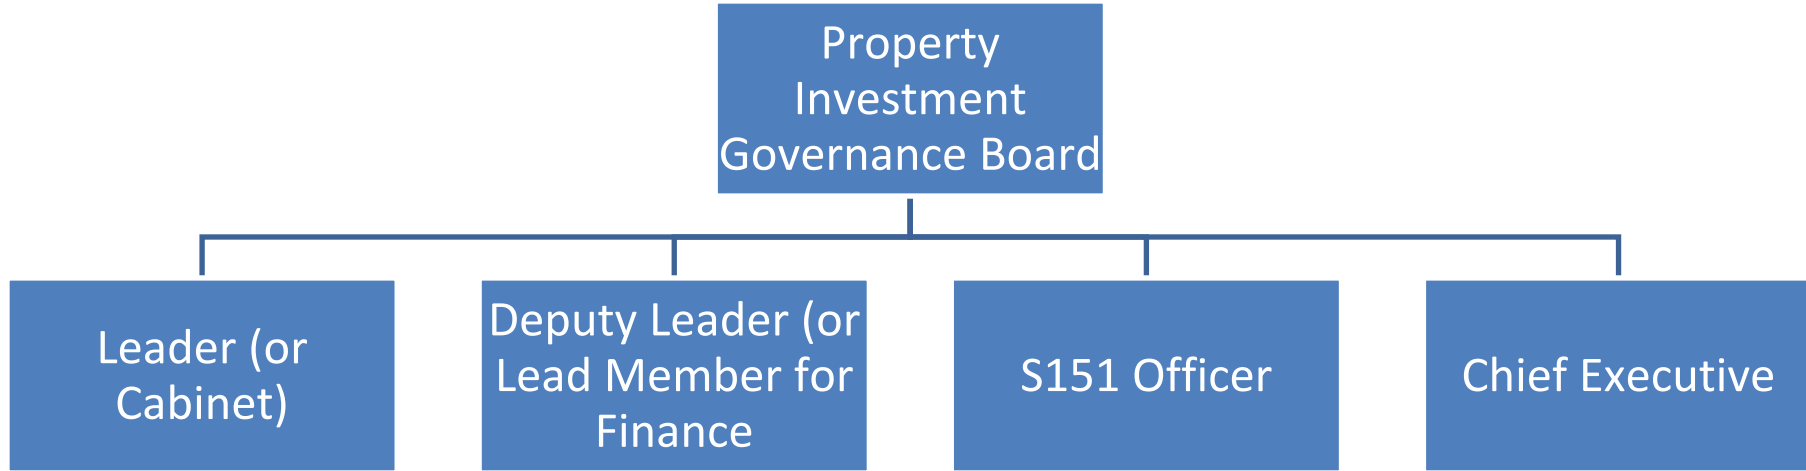 Property
Investment
Governance Board
Leader (or
Cabinet)
Deputy Leader (or
Lead Member for
Finance
S151 Officer
Chief Executive